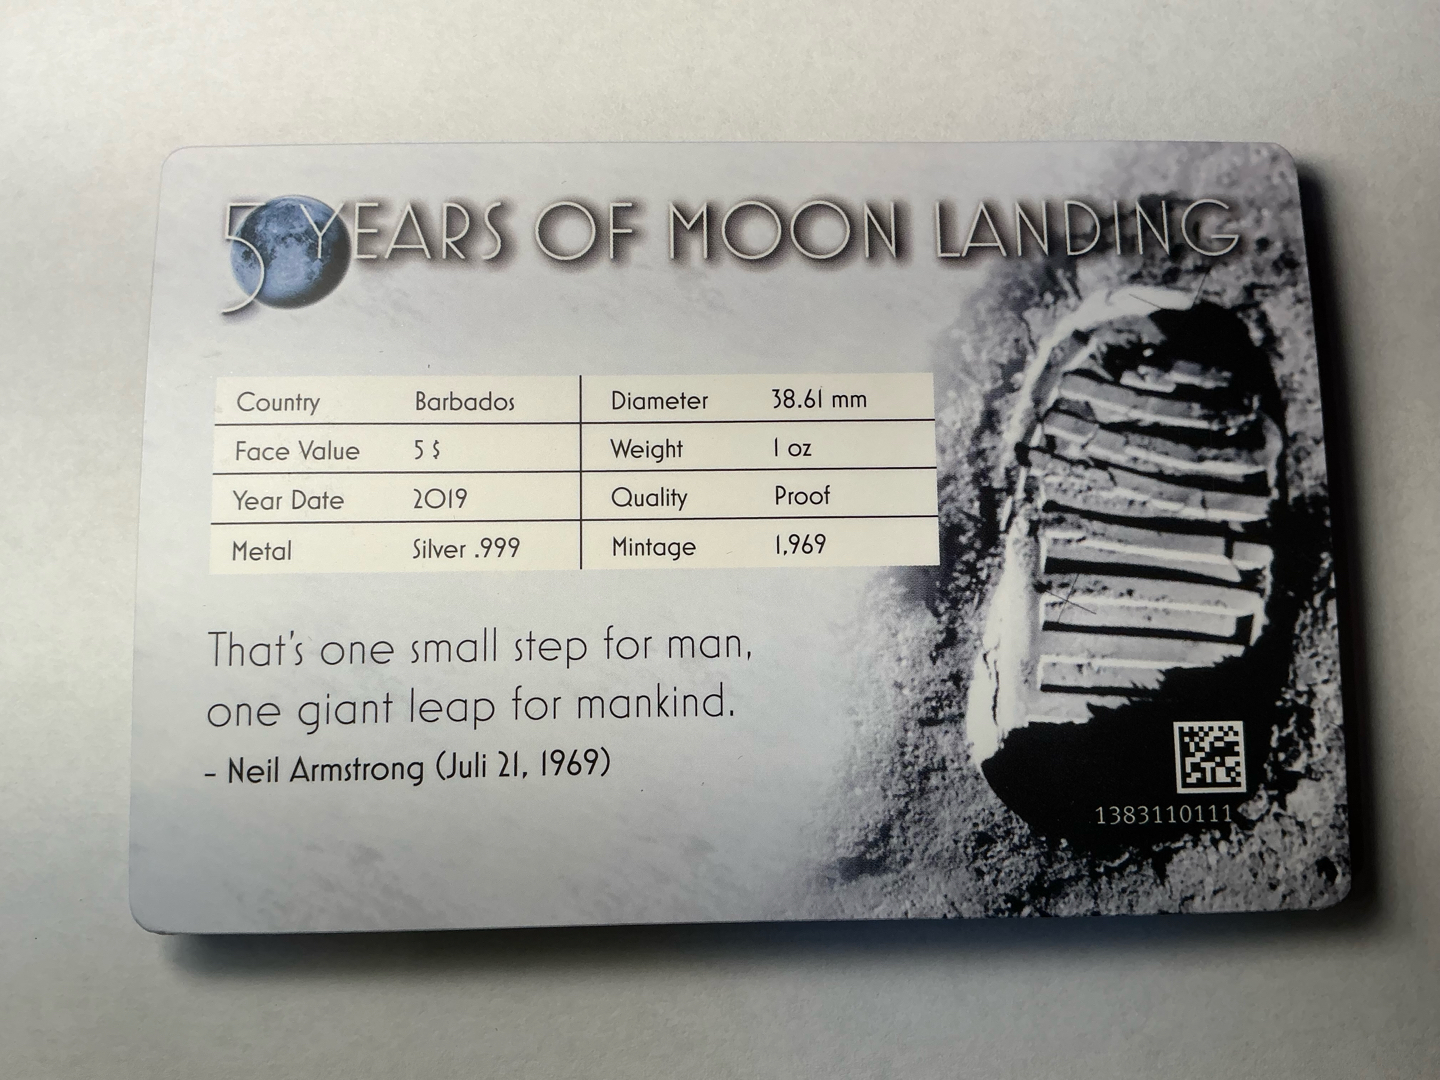 50 YEARS OF MOON LANDING
Country Barbados Diameter 38.61 mm
Face Value 5 $ Weight 1 oz
Year Date 2019 Quality Proof
Metal Silver .999 Mintage 1,969
That's one small step for man,
one giant leap for mankind.
- Neil Armstrong (Juli 21, 1969)
1383110111